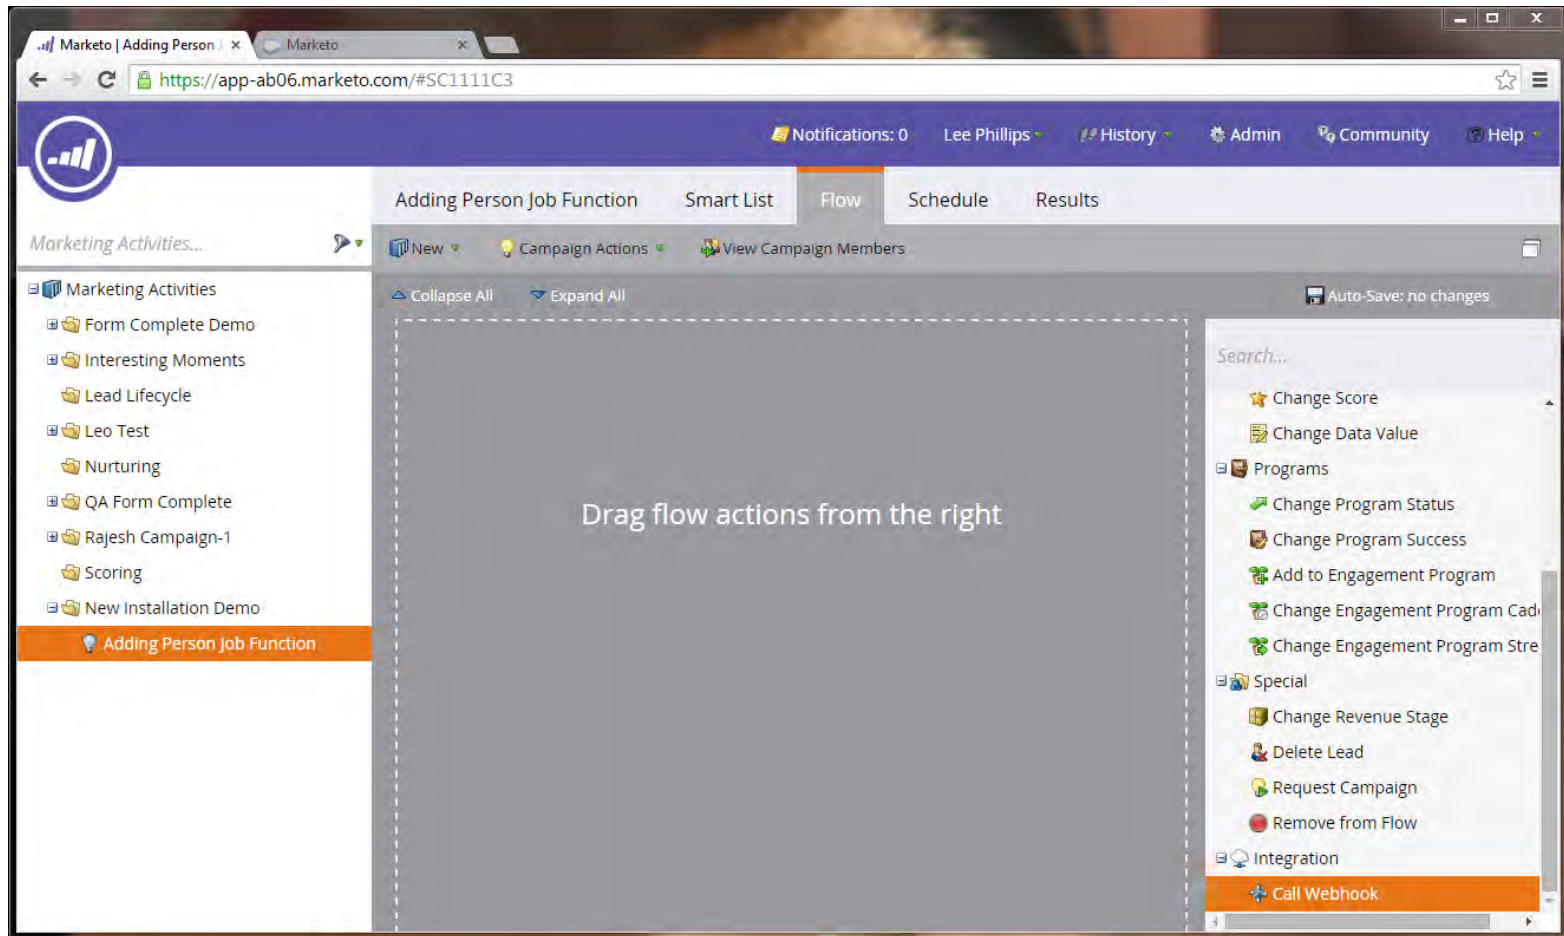 Marketo | Adding Person
Marketo
https://app-ab06.marketo.com/#SC1111C3
Notifications: 0 Lee Phillips History Admin Community Help
Adding Person Job Function Smart List Flow Schedule Results
Marketing Activities...
New Campaign Actions View Campaign Members
Collapse All Expand All Auto-Save: no changes
Marketing Activities
Form Complete Demo
Interesting Moments
Lead Lifecycle
Leo Test
Nurturing
QA Form Complete
Rajesh Campaign-1
Scoring
New Installation Demo
Adding Person Job Function
Drag flow actions from the right
Search...
Change Score
Change Data Value
Programs
Change Program Status
Change Program Success
Add to Engagement Program
Change Engagement Program Cad
Change Engagement Program Stre
Special
Change Revenue Stage
Delete Lead
Request Campaign
Remove from Flow
Integration
Call Webhook